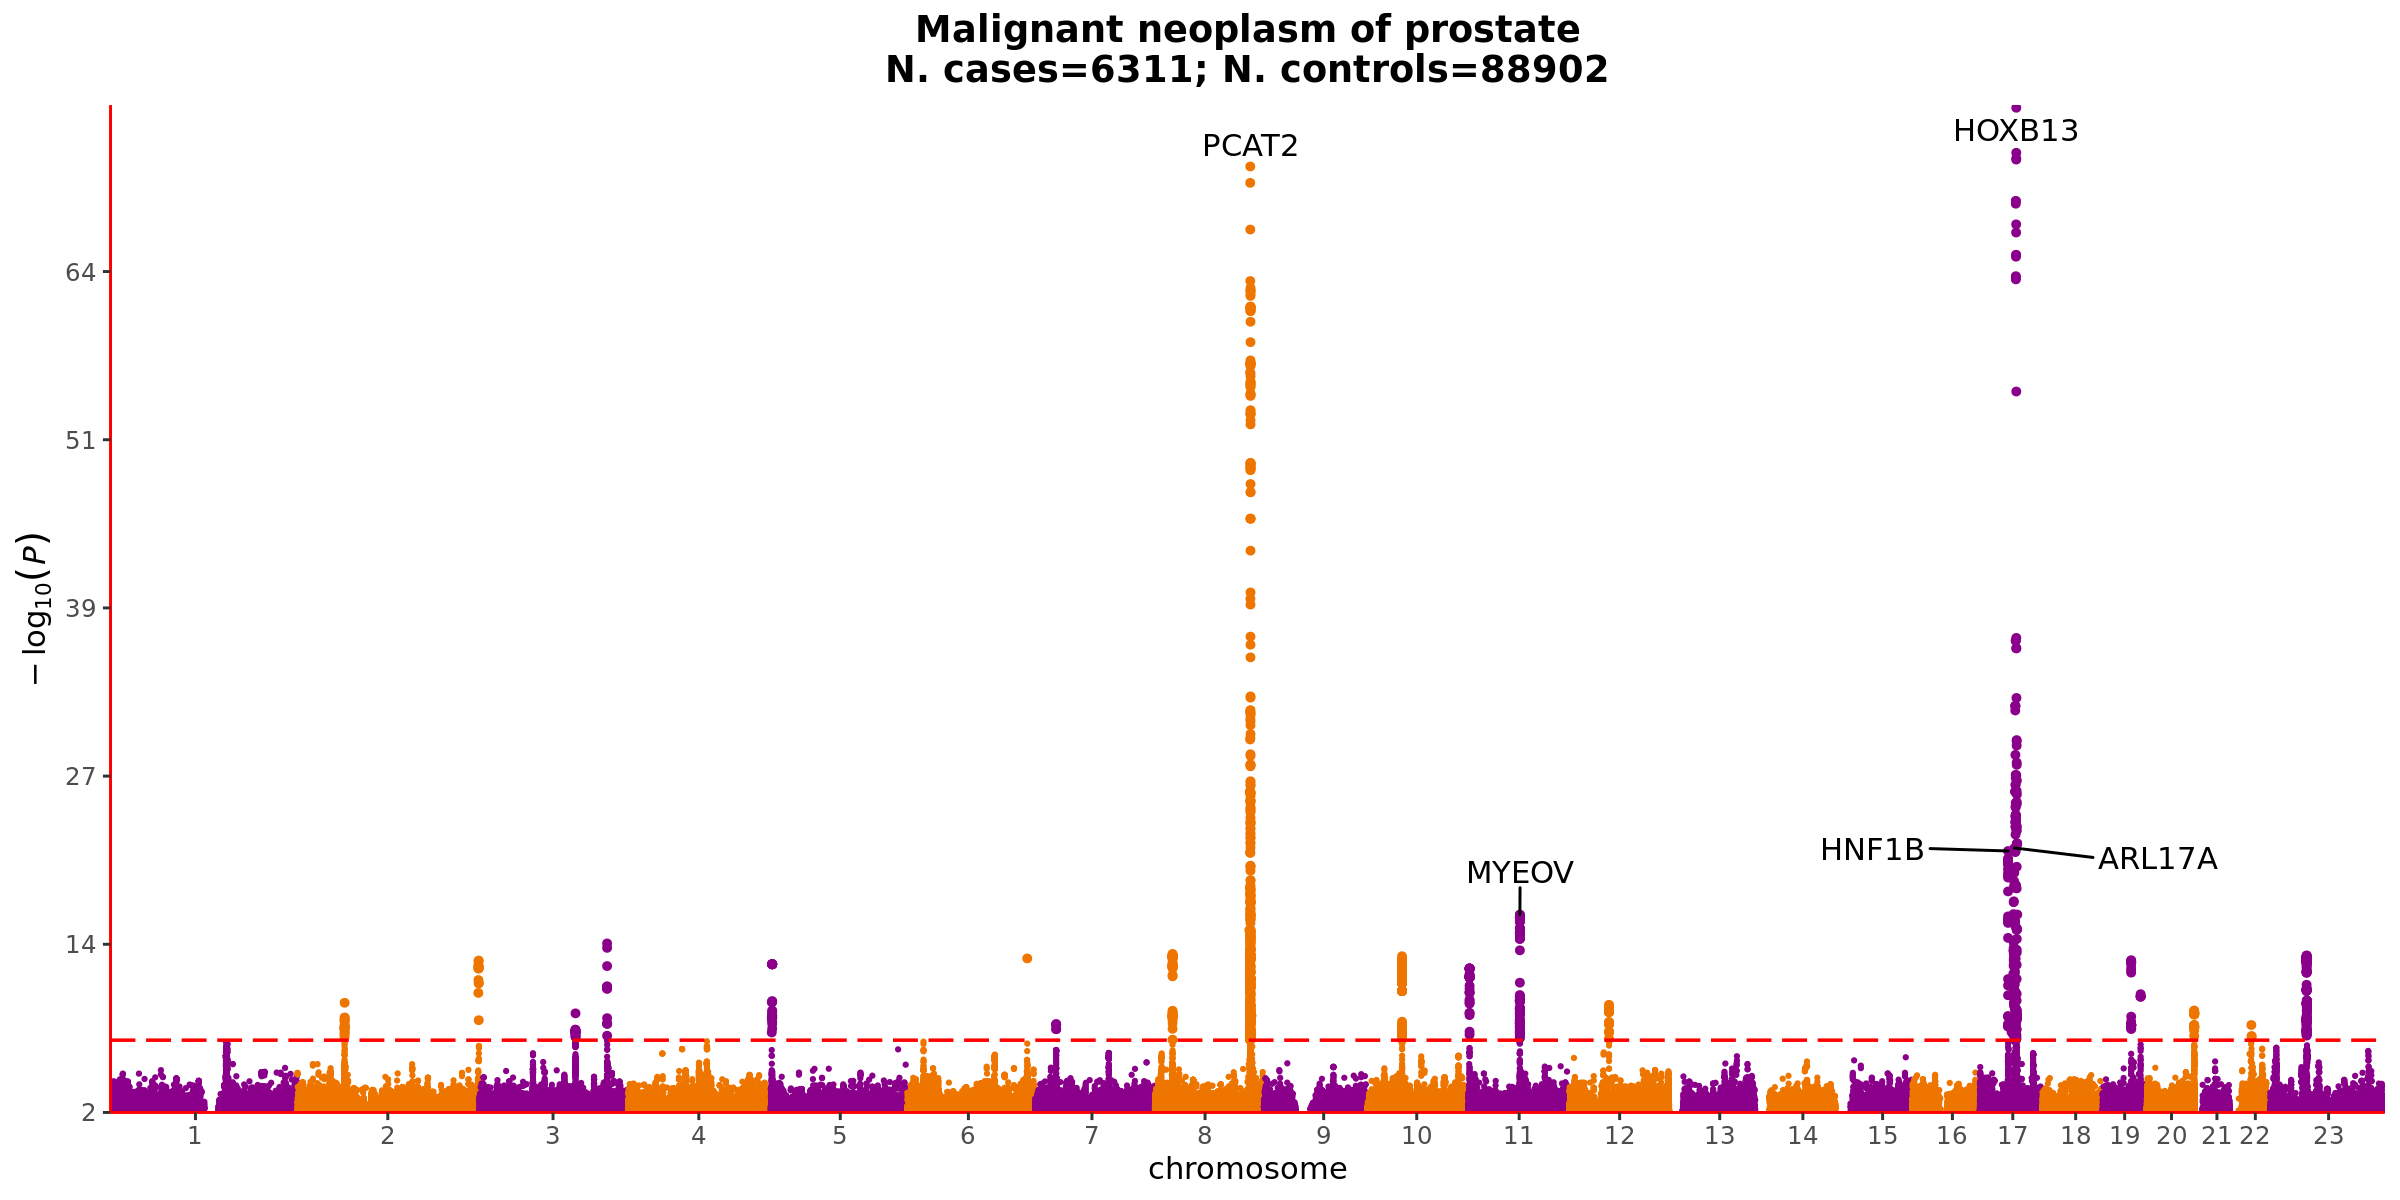 Malignant neoplasm of prostate
N. cases=6311; N. controls=88902
PCAT2
HOXB13
64
51
39
27
14
2
−log₁₀(P)
HNF1B
ARL17A
MYEOV
1 2 3 4 5 6 7 8 9 10 11 12 13 14 15 16 17 18 19 20 21 22 23
chromosome